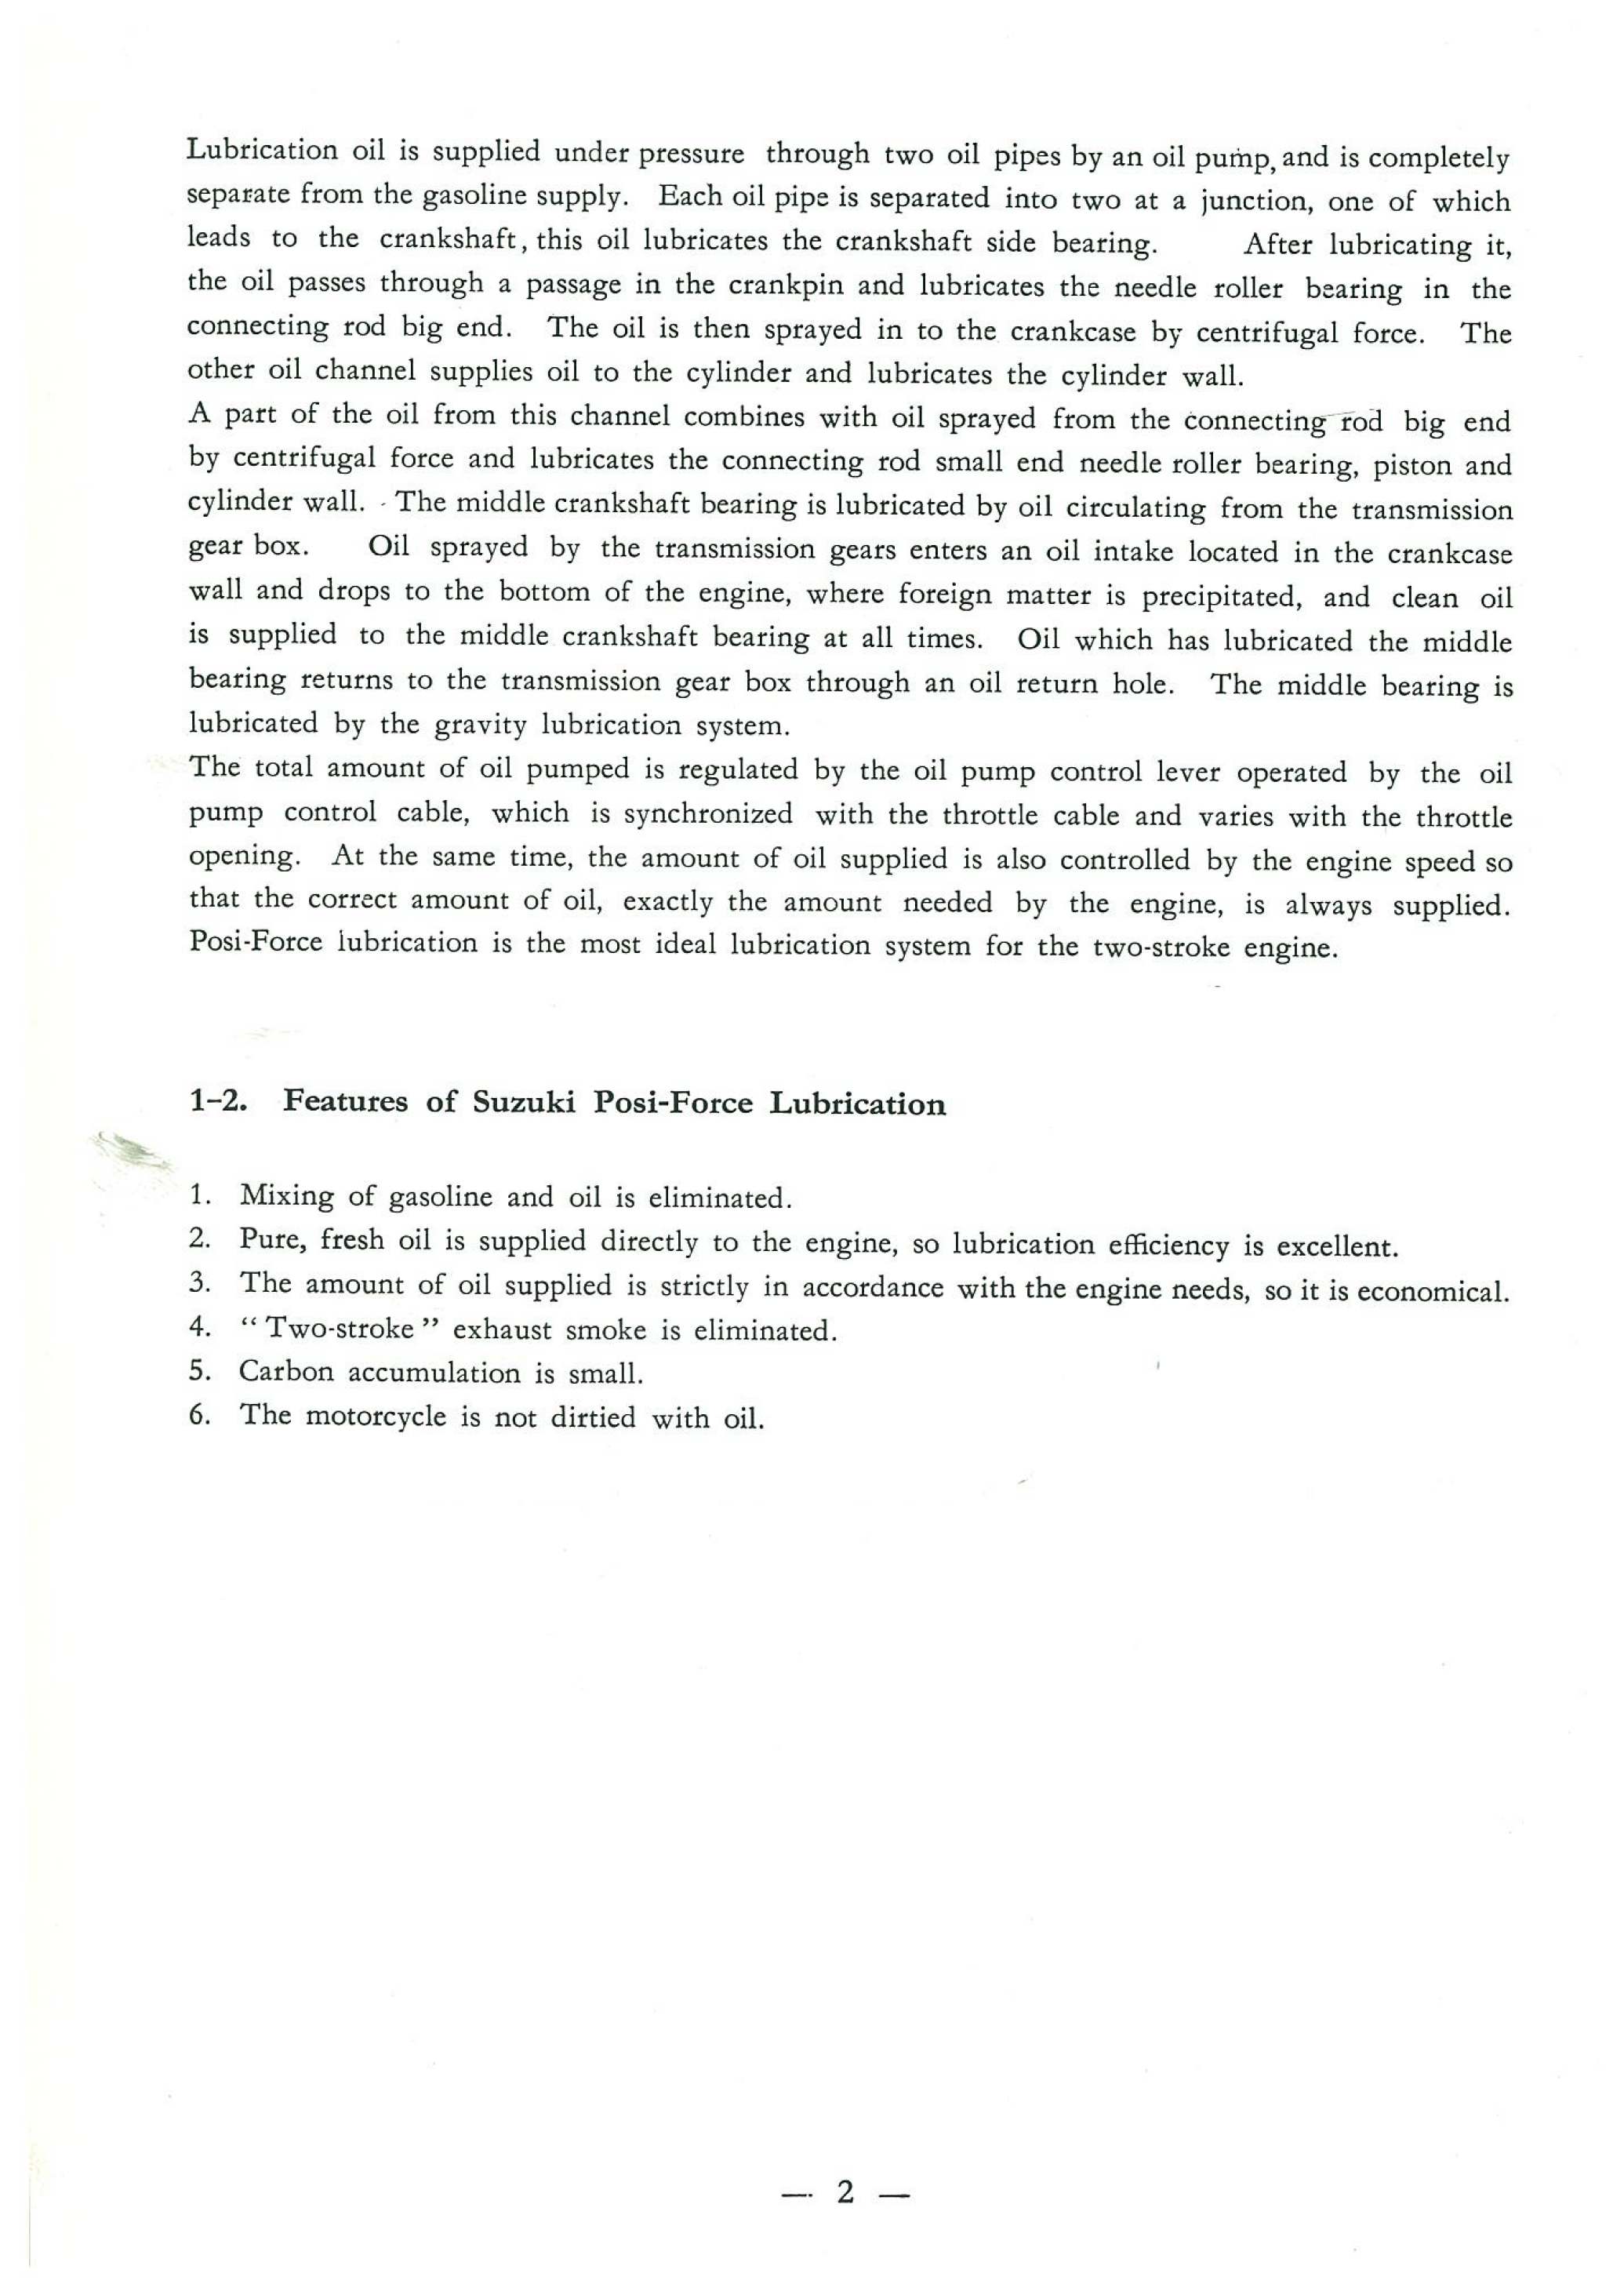 Lubrication oil is supplied under pressure through two oil pipes by an oil pump, and is completely
separate from the gasoline supply. Each oil pipe is separated into two at a junction, one of which
leads to the crankshaft, this oil lubricates the crankshaft side bearing. After lubricating it,
the oil passes through a passage in the crankpin and lubricates the needle roller bearing in the
connecting rod big end. The oil is then sprayed in to the crankcase by centrifugal force. The
other oil channel supplies oil to the cylinder and lubricates the cylinder wall.
A part of the oil from this channel combines with oil sprayed from the connecting rod big end
by centrifugal force and lubricates the connecting rod small end needle roller bearing, piston and
cylinder wall. The middle crankshaft bearing is lubricated by oil circulating from the transmission
gear box. Oil sprayed by the transmission gears enters an oil intake located in the crankcase
wall and drops to the bottom of the engine, where foreign matter is precipitated, and clean oil
is supplied to the middle crankshaft bearing at all times. Oil which has lubricated the middle
bearing returns to the transmission gear box through an oil return hole. The middle bearing is
lubricated by the gravity lubrication system.
The total amount of oil pumped is regulated by the oil pump control lever operated by the oil
pump control cable, which is synchronized with the throttle cable and varies with the throttle
opening. At the same time, the amount of oil supplied is also controlled by the engine speed so
that the correct amount of oil, exactly the amount needed by the engine, is always supplied.
Posi-Force lubrication is the most ideal lubrication system for the two-stroke engine.
1-2. Features of Suzuki Posi-Force Lubrication
1. Mixing of gasoline and oil is eliminated.
2. Pure, fresh oil is supplied directly to the engine, so lubrication efficiency is excellent.
3. The amount of oil supplied is strictly in accordance with the engine needs, so it is economical.
4. “Two-stroke” exhaust smoke is eliminated.
5. Carbon accumulation is small.
6. The motorcycle is not dirtied with oil.
— 2 —